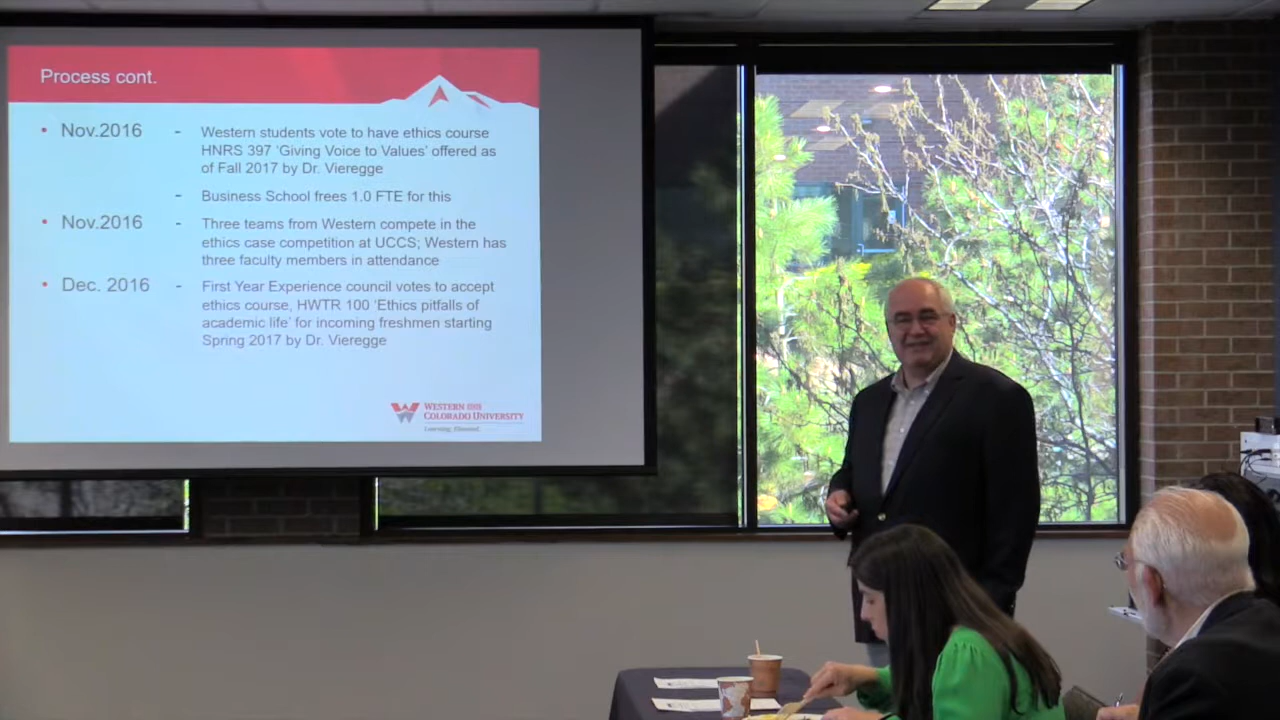 Process cont.
• Nov.2016 - Western students vote to have ethics course
HNRS 397 ‘Giving Voice to Values’ offered as
of Fall 2017 by Dr. Vieregge
- Business School frees 1.0 FTE for this
• Nov.2016 - Three teams from Western compete in the
ethics case competition at UCCS; Western has
three faculty members in attendance
• Dec. 2016 - First Year Experience council votes to accept
ethics course, HWTR 100 ‘Ethics pitfalls of
academic life’ for incoming freshmen starting
Spring 2017 by Dr. Vieregge
WESTERN
COLORADO UNIVERSITY
Learning, Elevated.